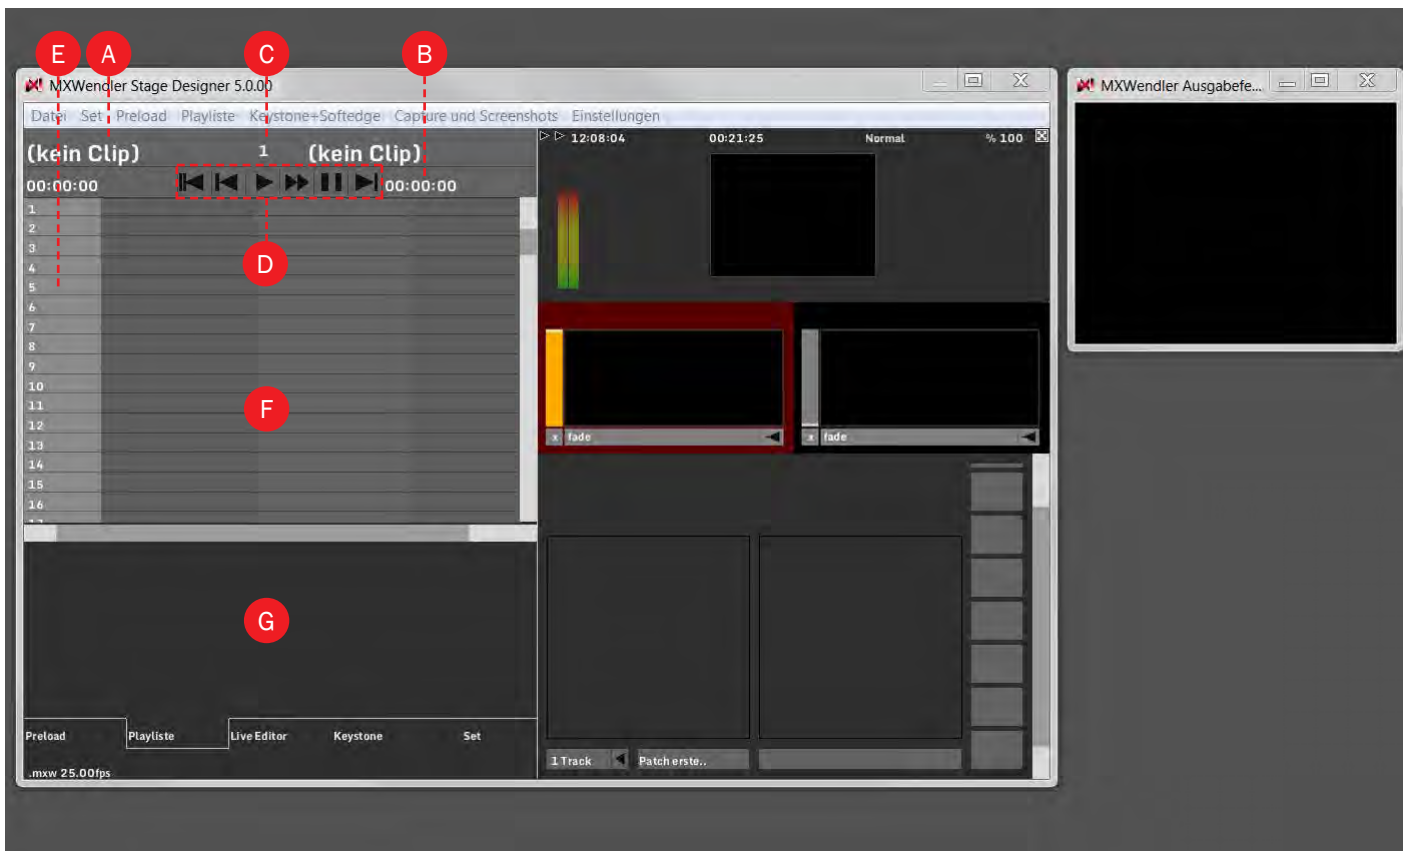 E A C B
MXWendler Stage Designer 5.0.00
MXWendler Ausgabefe...
Datei Set Preload Playliste Keystone+Softedge Capture und Screenshots Einstellungen
(kein Clip) 1 (kein Clip)
12:08:04 00:21:25 Normal % 100
00:00:00 00:00:00
1
2
3
D
4
5
6
7
8
9
10
11
F
12
13
x fade x fade
14
15
16
G
Preload Playliste Live Editor Keystone Set
1 Track Patch erste..
.mxw 25.00fps